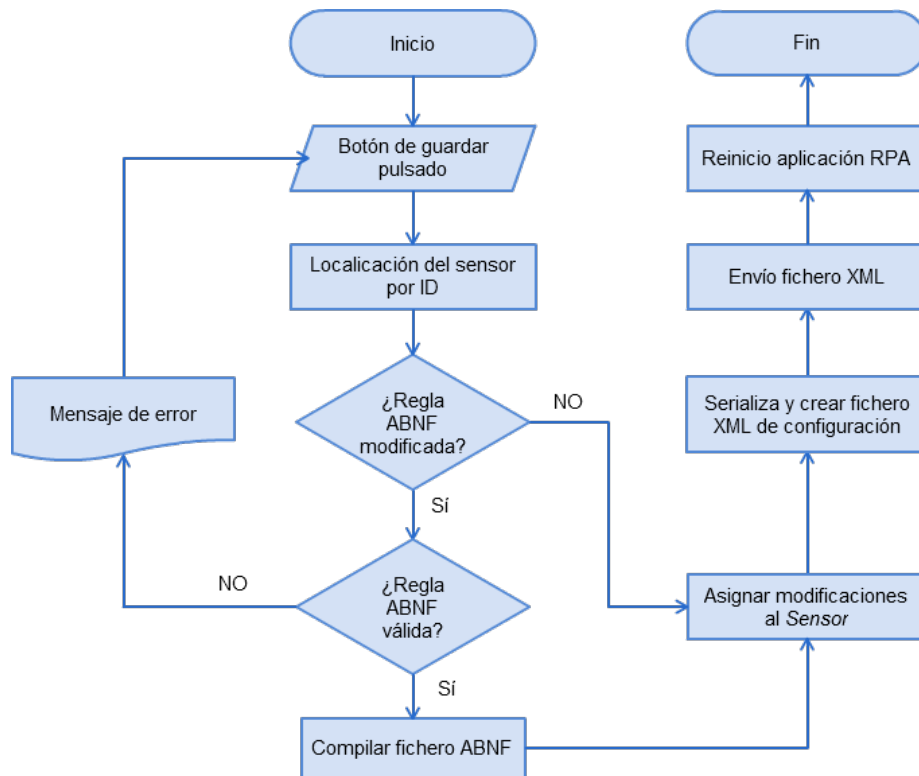 Inicio
Fin
Botón de guardar
pulsado
Reinicio aplicación RPA
Localicación del sensor
por ID
Envío fichero XML
Mensaje de error
¿Regla
ABNF
modificada?
NO
Serializa y crear fichero
XML de configuración
Sí
NO
¿Regla
ABNF
válida?
Asignar modificaciones
al Sensor
Sí
Compilar fichero ABNF